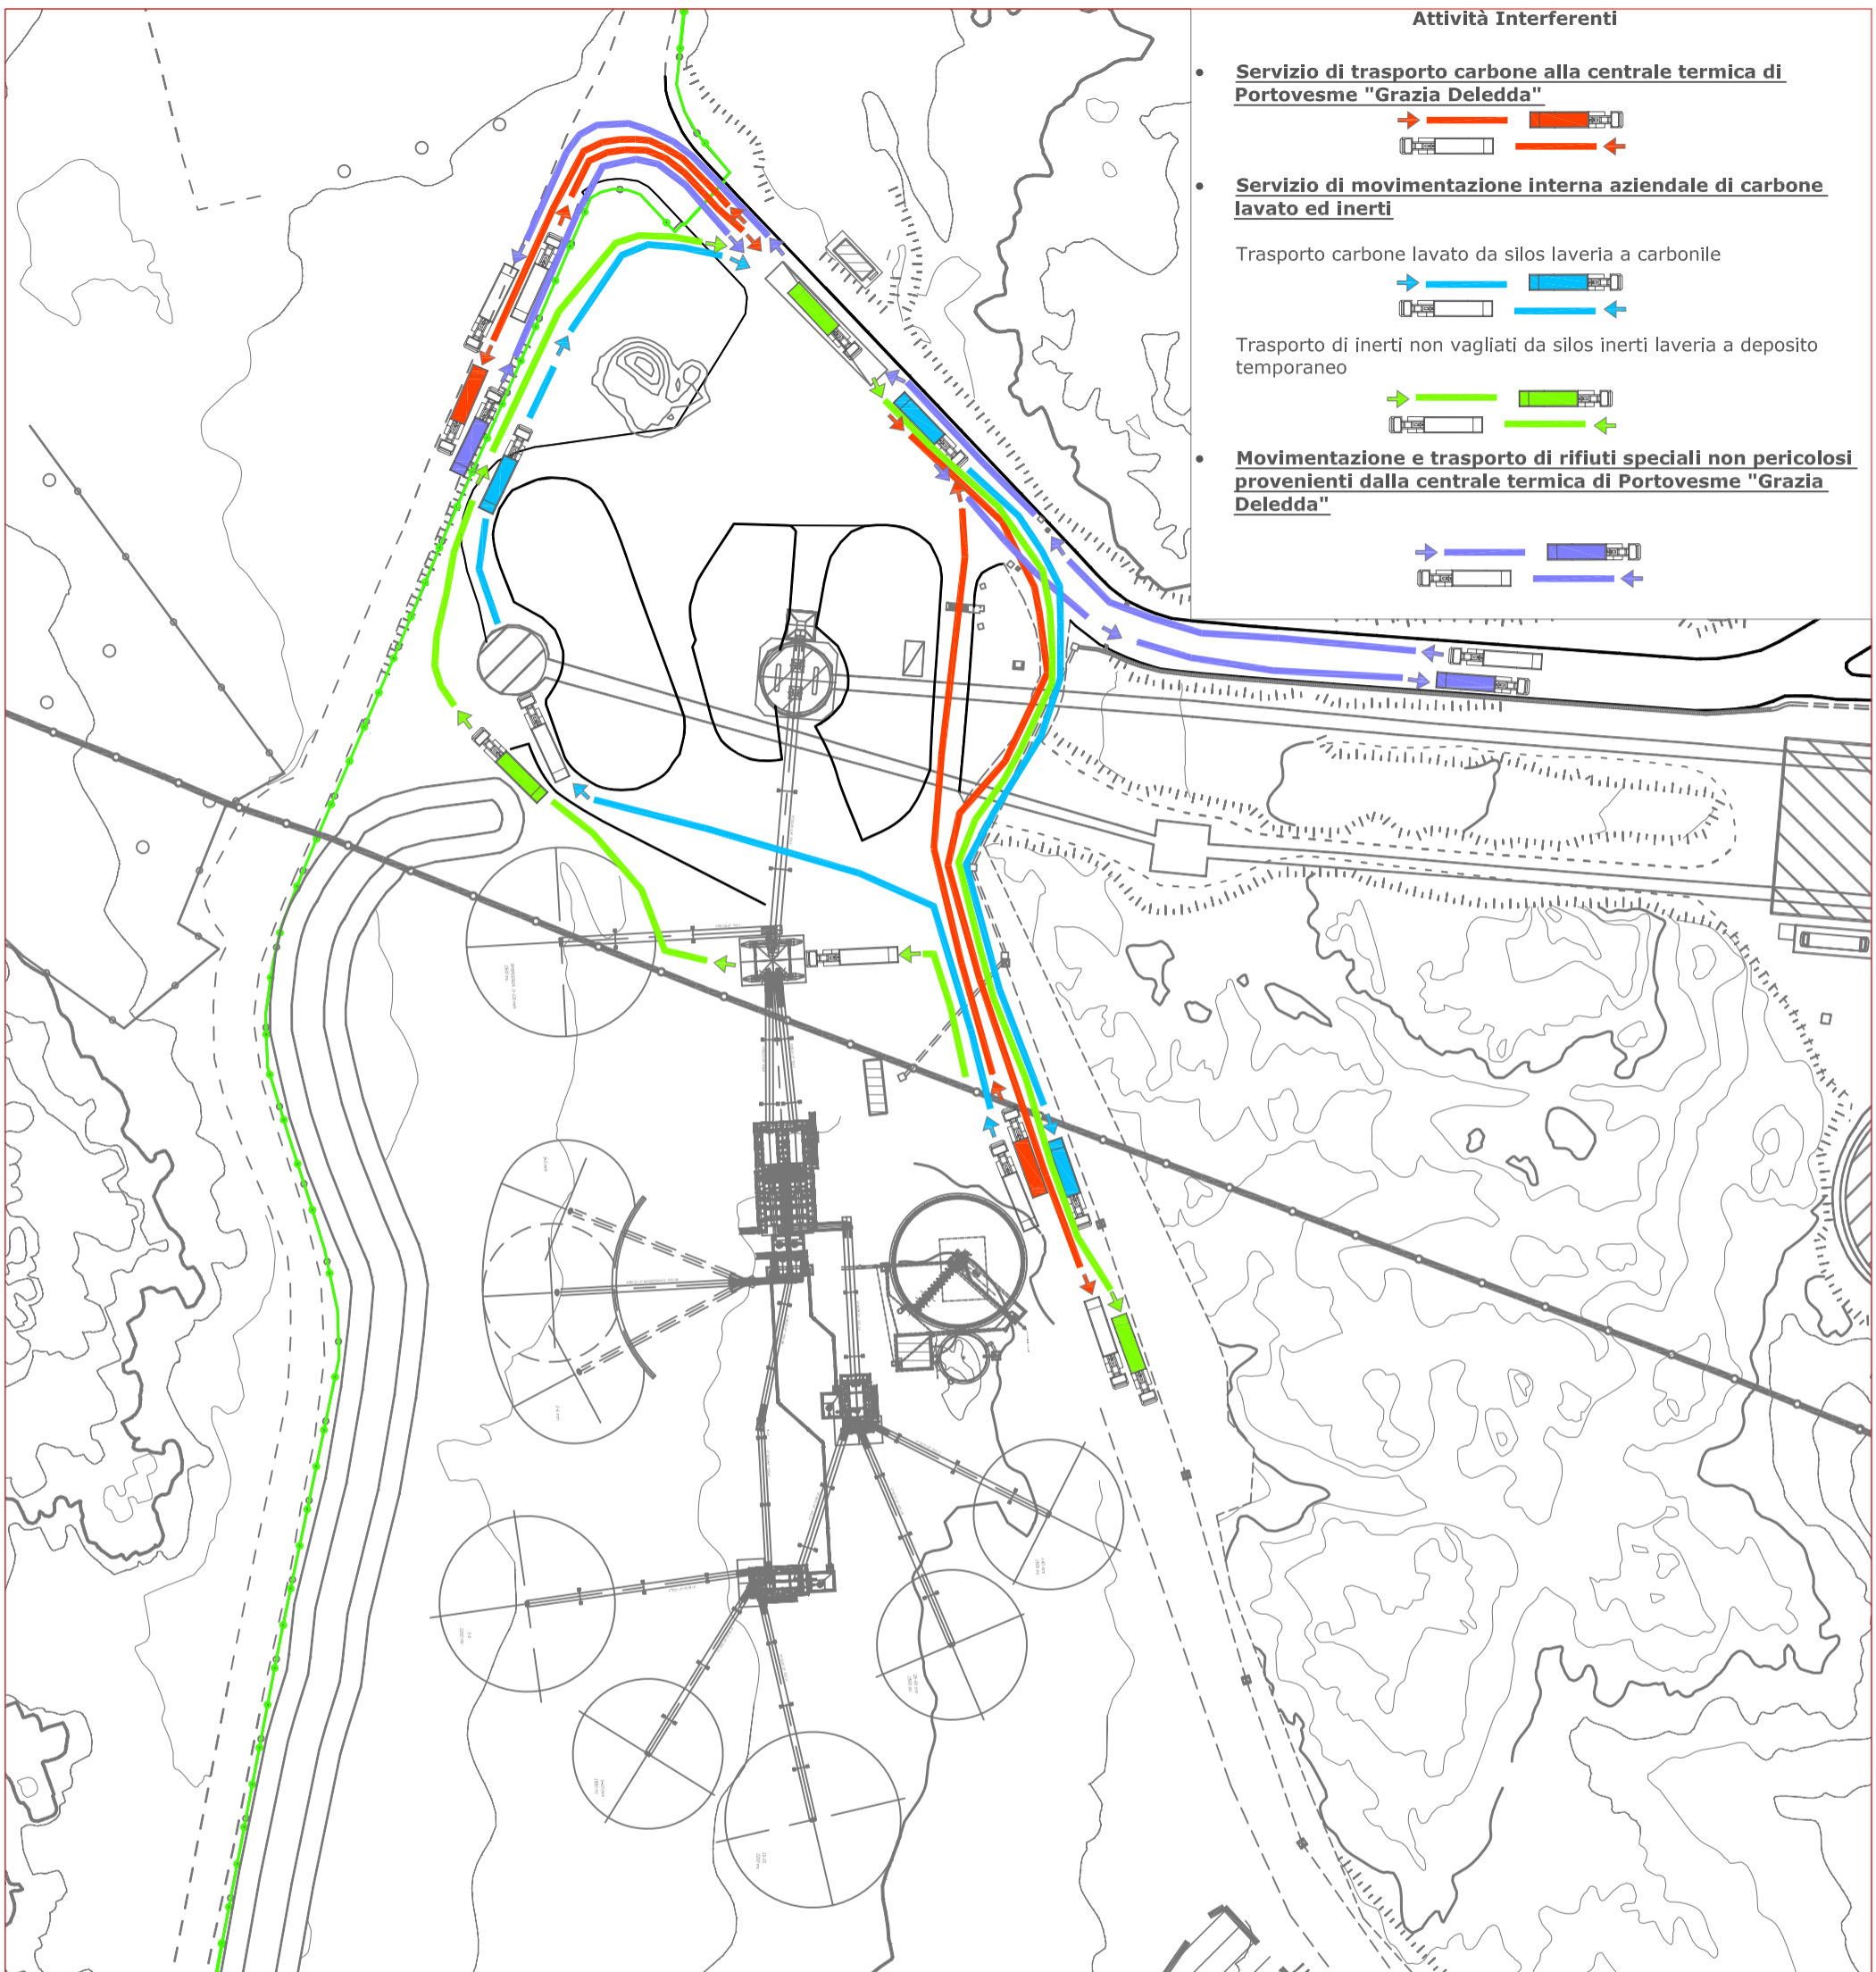 Attività Interferenti
• Servizio di trasporto carbone alla centrale termica di
Portovesme "Grazia Deledda"
• Servizio di movimentazione interna aziendale di carbone
lavato ed inerti
Trasporto carbone lavato da silos laveria a carbonile
Trasporto di inerti non vagliati da silos inerti laveria a deposito
temporaneo
• Movimentazione e trasporto di rifiuti speciali non pericolosi
provenienti dalla centrale termica di Portovesme "Grazia
Deledda"